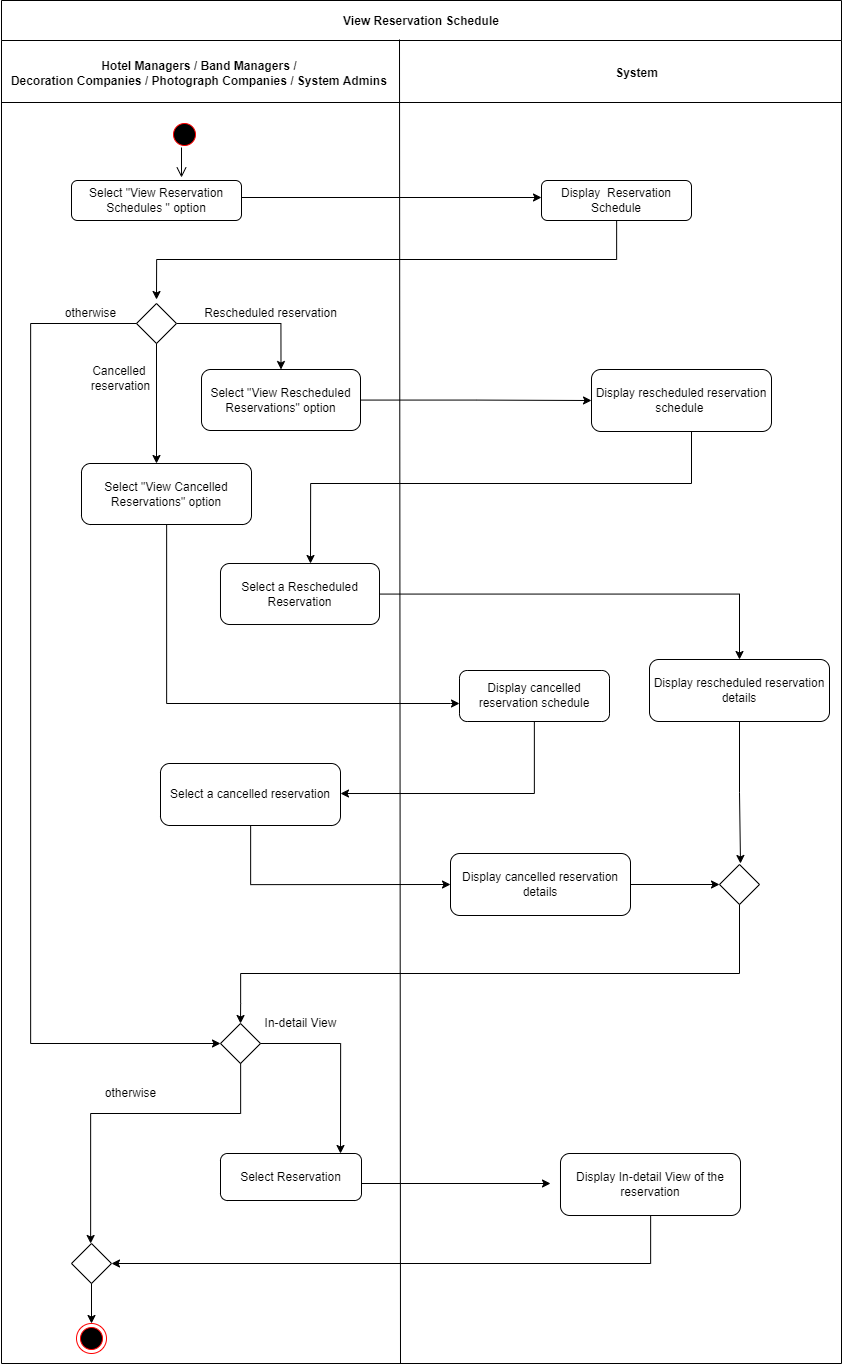 View Reservation Schedule
Hotel Managers / Band Managers /
Decoration Companies / Photograph Companies / System Admins
System
Select "View Reservation
Schedules " option
Display  Reservation
Schedule
otherwise
Rescheduled reservation
Cancelled
reservation
Select "View Rescheduled
Reservations" option
Display rescheduled reservation
schedule
Select "View Cancelled
Reservations" option
Select a Rescheduled
Reservation
Display cancelled
reservation schedule
Display rescheduled reservation
details
Select a cancelled reservation
Display cancelled reservation
details
In-detail View
otherwise
Select Reservation
Display In-detail View of the
reservation